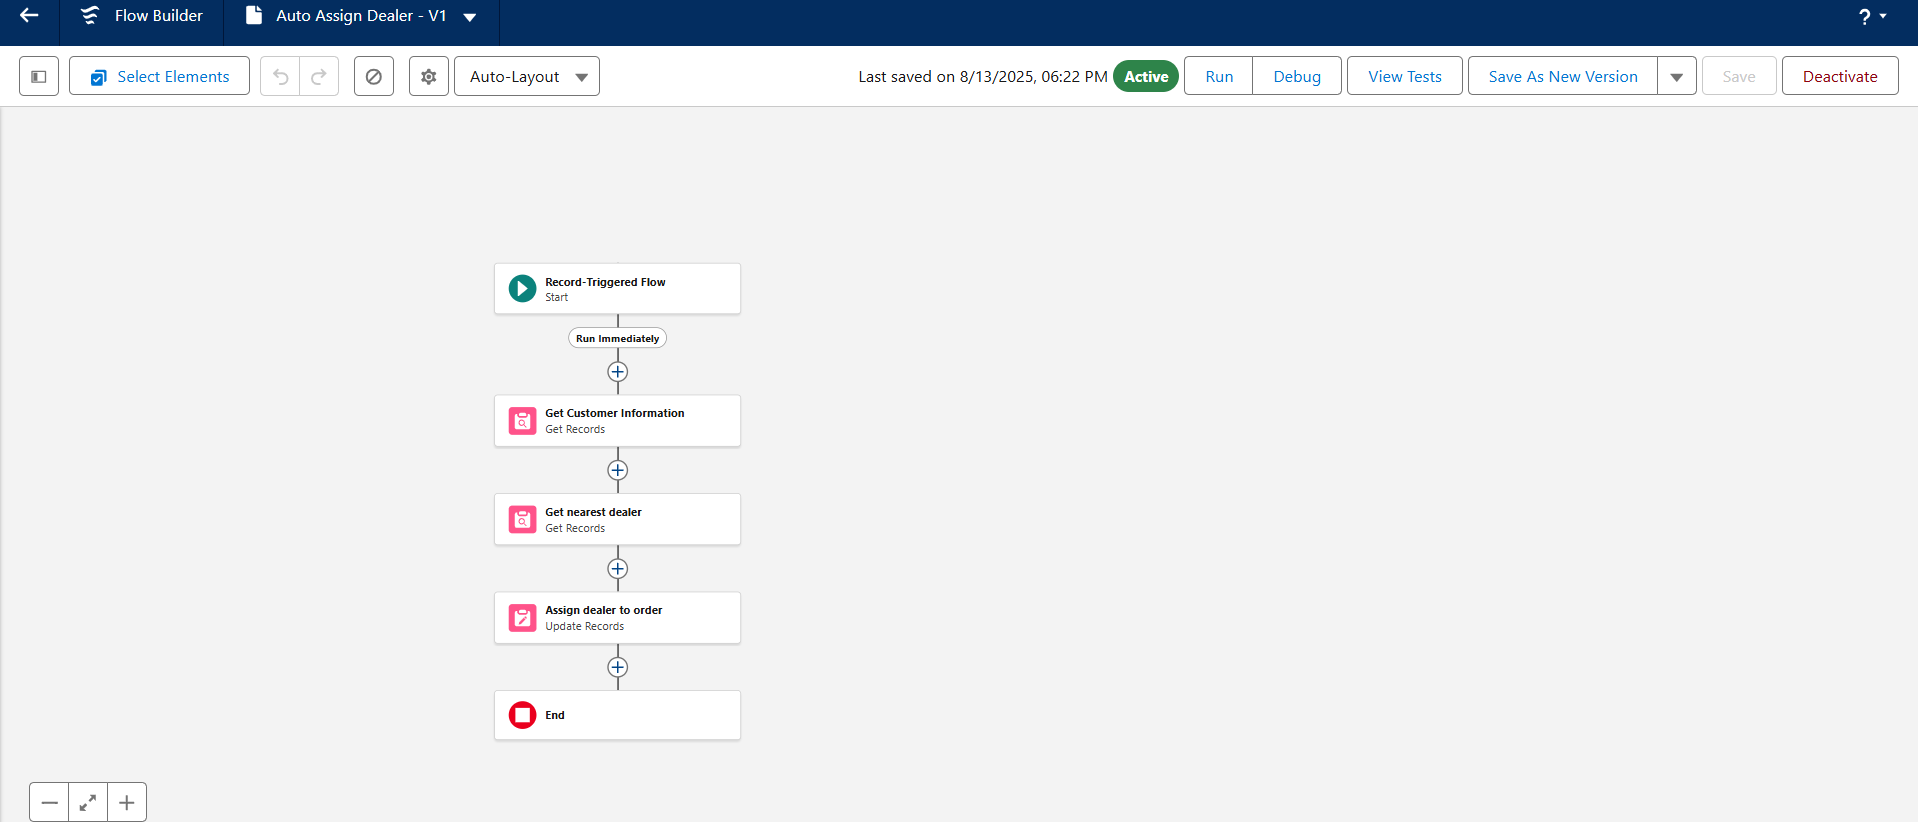 Flow Builder
Auto Assign Dealer - V1
?
Select Elements
Auto-Layout
Last saved on 8/13/2025, 06:22 PM
Active
Run
Debug
View Tests
Save As New Version
Save
Deactivate
Record-Triggered Flow
Start
Run Immediately
Get Customer Information
Get Records
Get nearest dealer
Get Records
Assign dealer to order
Update Records
End